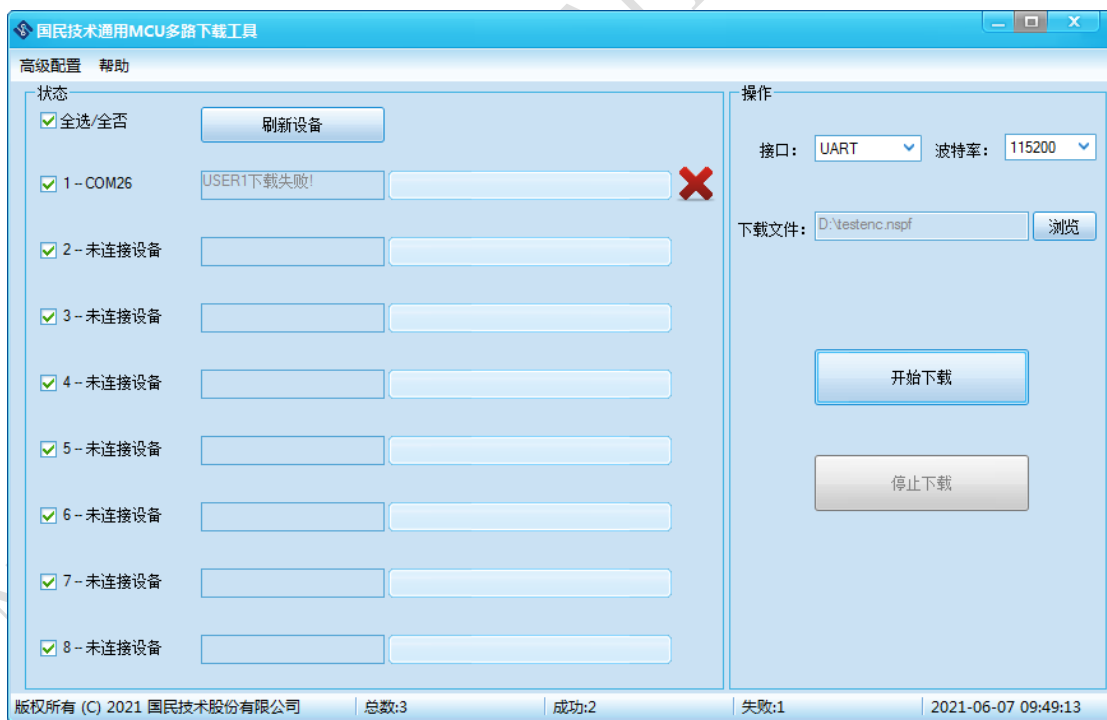 国民技术通用MCU多路下载工具
高级配置 帮助
状态
全选/全否 刷新设备
1 -- COM26 USER1下载失败!
2 -- 未连接设备
3 -- 未连接设备
4 -- 未连接设备
5 -- 未连接设备
6 -- 未连接设备
7 -- 未连接设备
8 -- 未连接设备
操作
接口: UART 波特率: 115200
下载文件: D:\testenc.nspf 浏览
开始下载
停止下载
版权所有 (C) 2021 国民技术股份有限公司 总数:3 成功:2 失败:1 2021-06-07 09:49:13